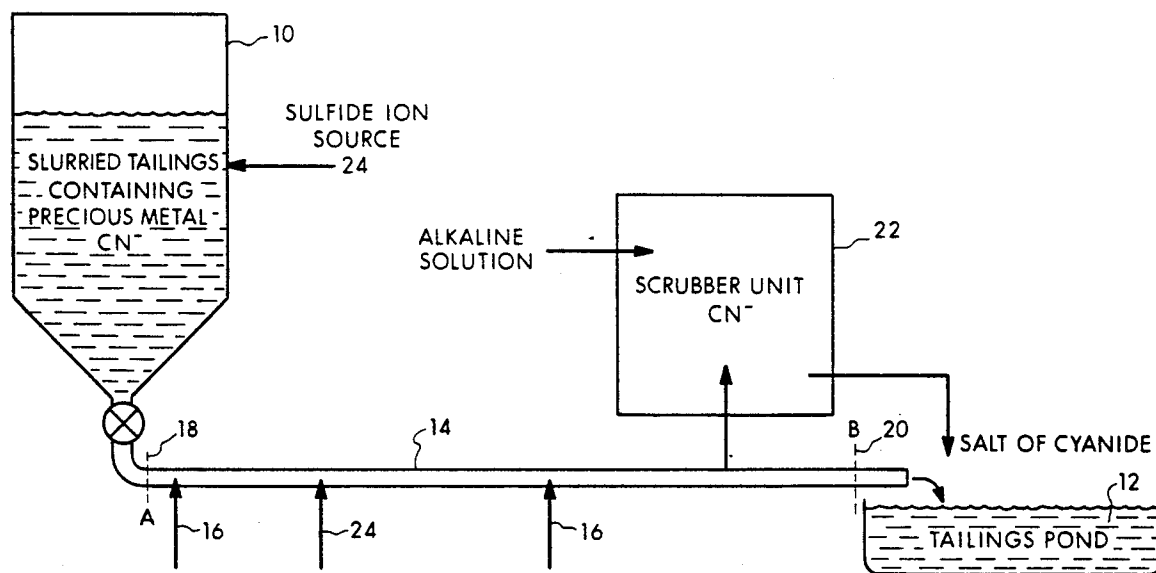 10
SULFIDE ION
SOURCE
24
SLURRIED TAILINGS
CONTAINING
PRECIOUS METAL
CN⁻
ALKALINE
SOLUTION
SCRUBBER UNIT
CN⁻
22
18
14
B
20
SALT OF CYANIDE
12
A
16
24
16
TAILINGS POND